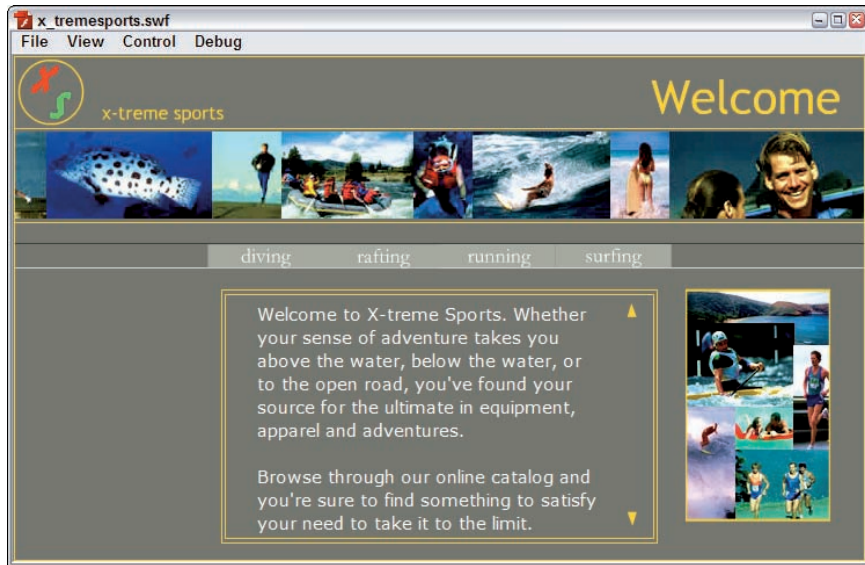 x_tremesports.swf
File View Control Debug
XS
x-treme sports
Welcome
diving rafting running surfing
Welcome to X-treme Sports. Whether
your sense of adventure takes you
above the water, below the water, or
to the open road, you've found your
source for the ultimate in equipment,
apparel and adventures.
Browse through our online catalog and
you're sure to find something to satisfy
your need to take it to the limit.